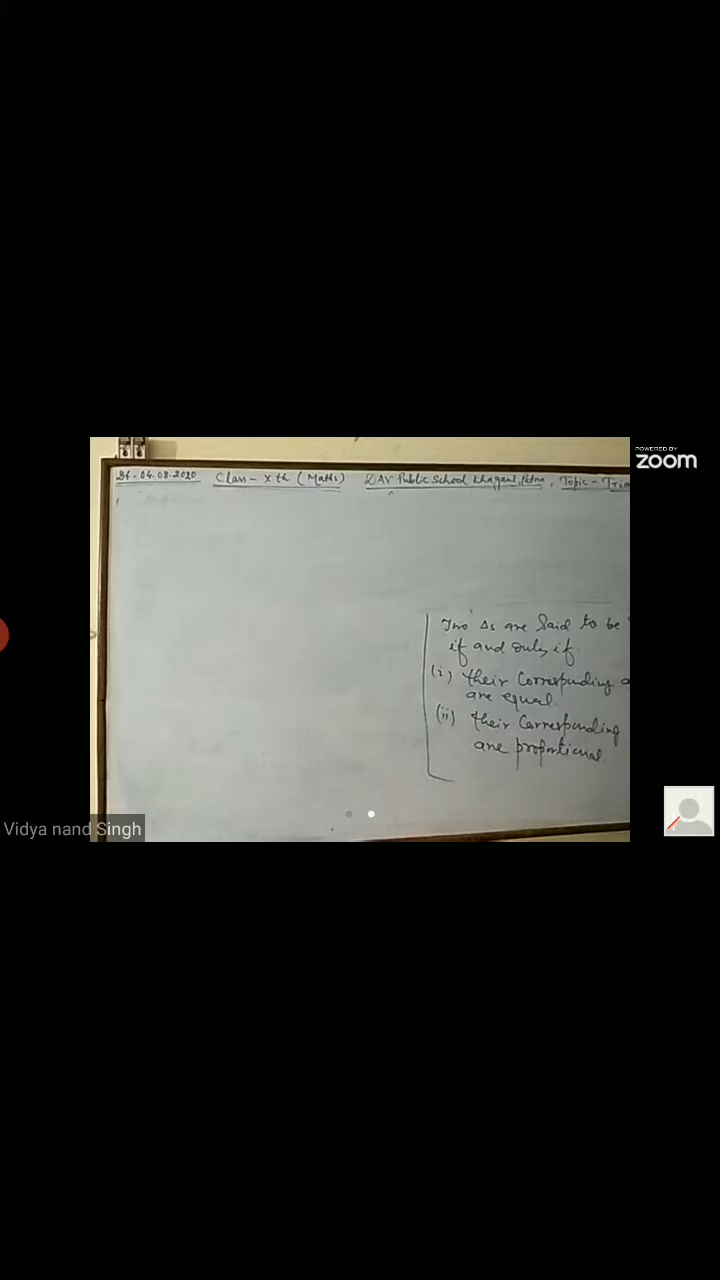 POWERED BY
zoom
Dt - 04.08.2020 Class - Xth (Maths) DAV Public School Khagaul, Patna, Topic - Tria
Two Δs are Said to be
if and only if
(i) their Corresponding a
are equal.
(ii) their Corresponding
are proportional.
Vidya nand Singh